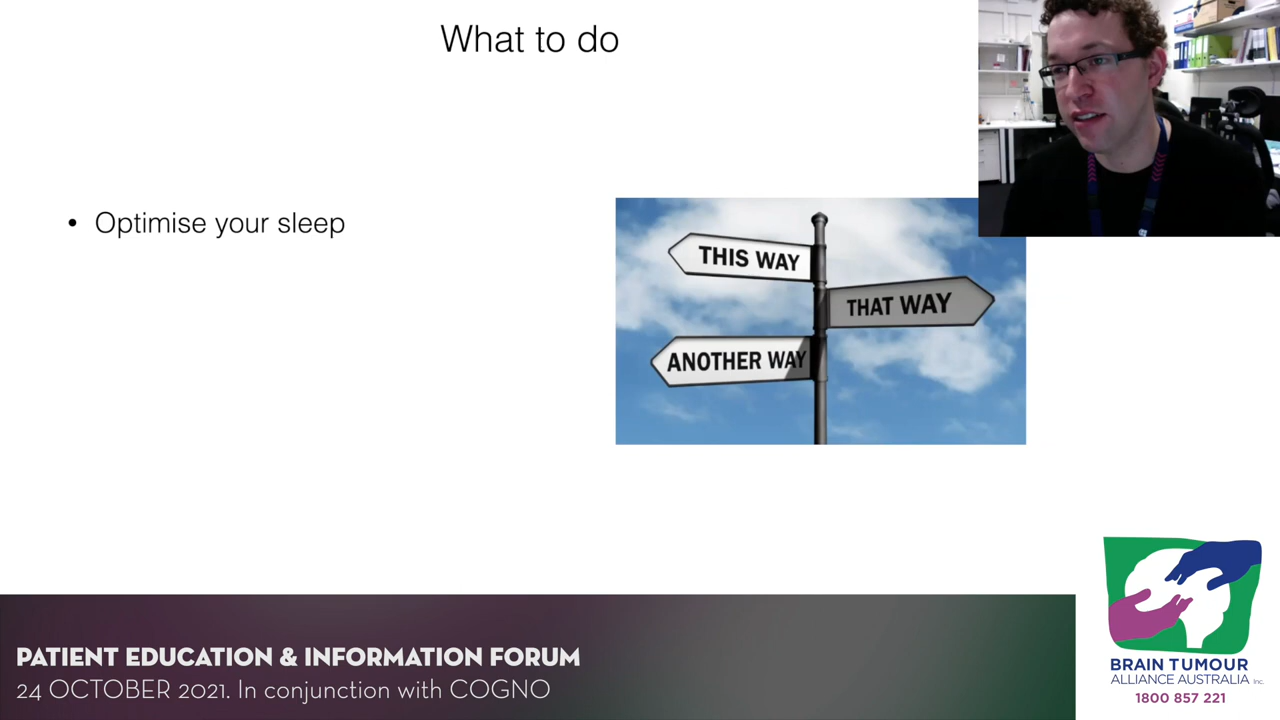 What to do
• Optimise your sleep
THIS WAY
THAT WAY
ANOTHER WAY
PATIENT EDUCATION & INFORMATION FORUM
24 OCTOBER 2021. In conjunction with COGNO
BRAIN TUMOUR
ALLIANCE AUSTRALIA Inc.
1800 857 221